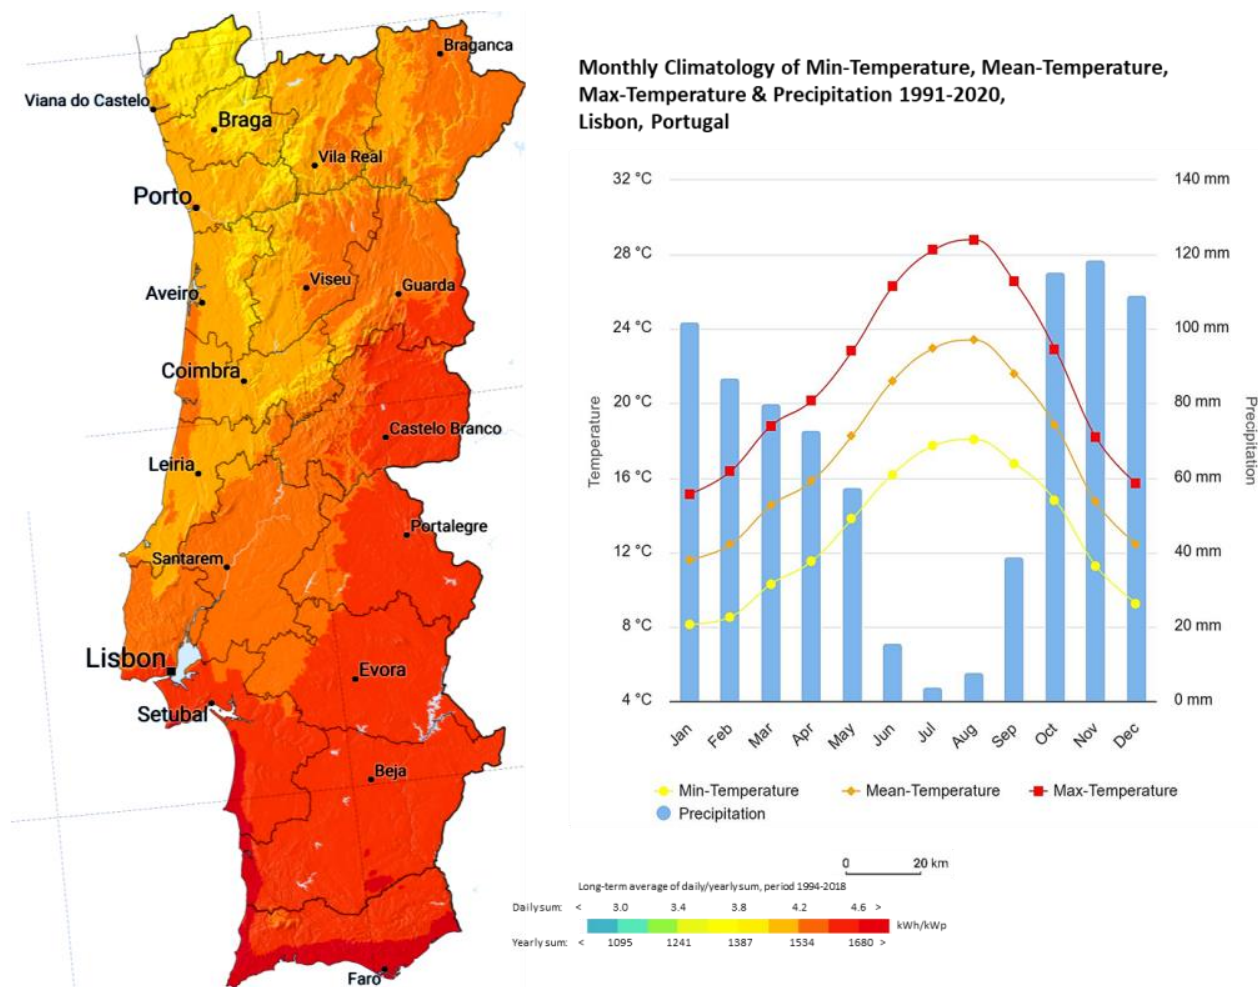 Braganca
Viana do Castelo
Braga
Vila Real
Porto
Viseu
Guarda
Aveiro
Coimbra
Castelo Branco
Leiria
Portalegre
Santarem
Lisbon
Evora
Setubal
Beja
Faro
Monthly Climatology of Min-Temperature, Mean-Temperature,
Max-Temperature & Precipitation 1991-2020,
Lisbon, Portugal
32 °C
28 °C
24 °C
20 °C
16 °C
12 °C
8 °C
4 °C
Temperature
140 mm
120 mm
100 mm
80 mm
60 mm
40 mm
20 mm
0 mm
Precipitation
Jan Feb Mar Apr May Jun Jul Aug Sep Oct Nov Dec
Min-Temperature Mean-Temperature Max-Temperature
Precipitation
0 20 km
Long-term average of daily/yearly sum, period 1994-2018
Daily sum: < 3.0 3.4 3.8 4.2 4.6 >
kWh/kWp
Yearly sum: < 1095 1241 1387 1534 1680 >